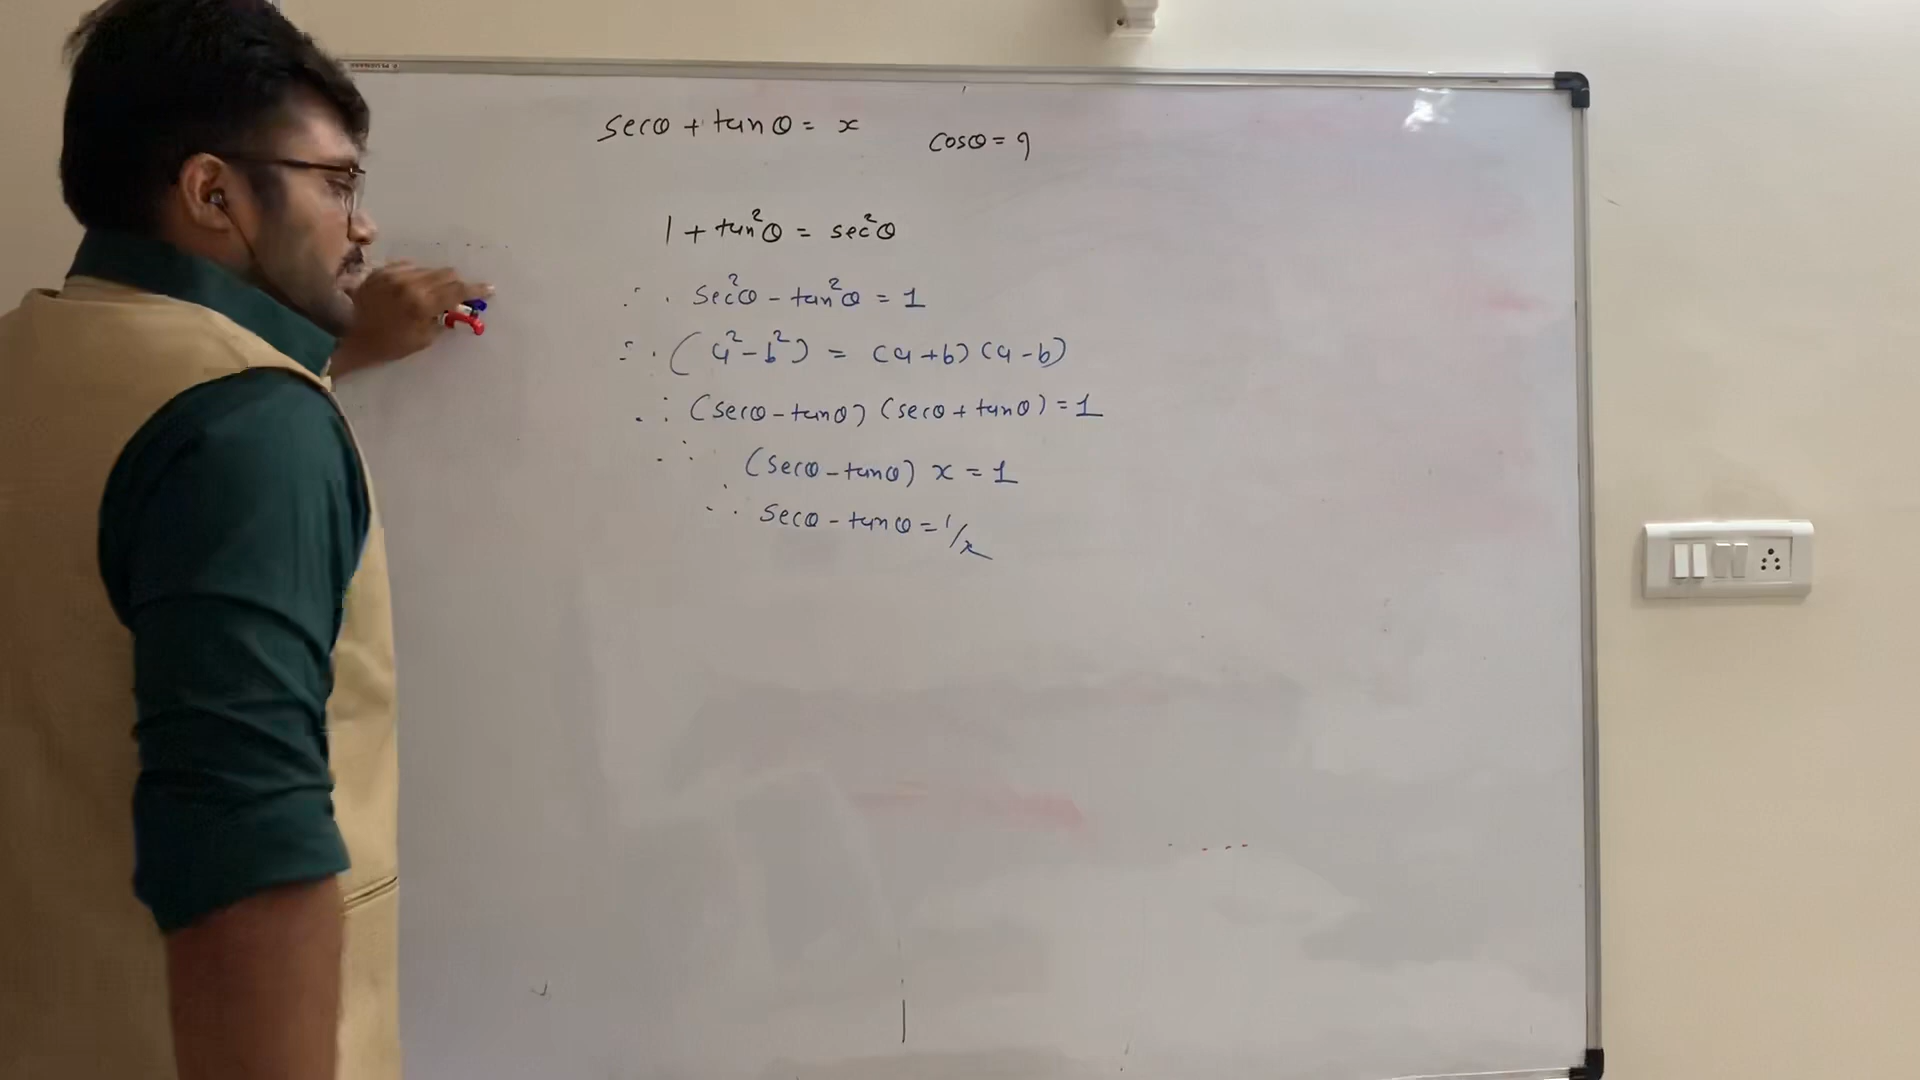 secθ + tanθ = x
cosθ = ?
1 + tan²θ = sec²θ
∴ sec²θ - tan²θ = 1
∴ (a² - b²) = (a+b) (a-b)
∴ (secθ - tanθ) (secθ + tanθ) = 1
∴ (secθ - tanθ) x = 1
∴ secθ - tanθ = 1/x